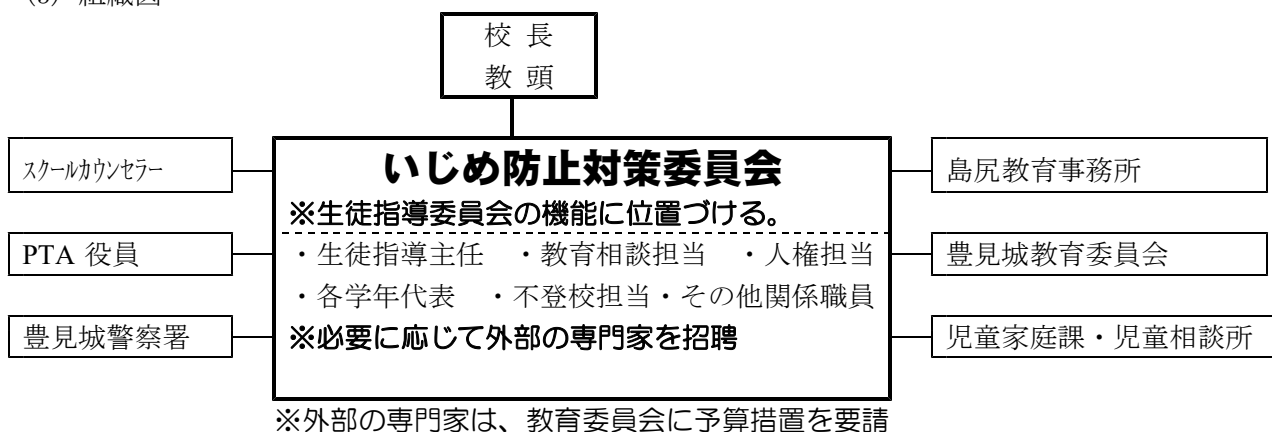 校 長
教 頭
いじめ防止対策委員会
※生徒指導委員会の機能に位置づける。
・生徒指導主任 ・教育相談担当 ・人権担当
・各学年代表 ・不登校担当・その他関係職員
※必要に応じて外部の専門家を招聘
ｽｸｰﾙｶｳﾝｾﾗｰ
PTA 役員
豊見城警察署
島尻教育事務所
豊見城教育委員会
児童家庭課・児童相談所
※外部の専門家は、教育委員会に予算措置を要請